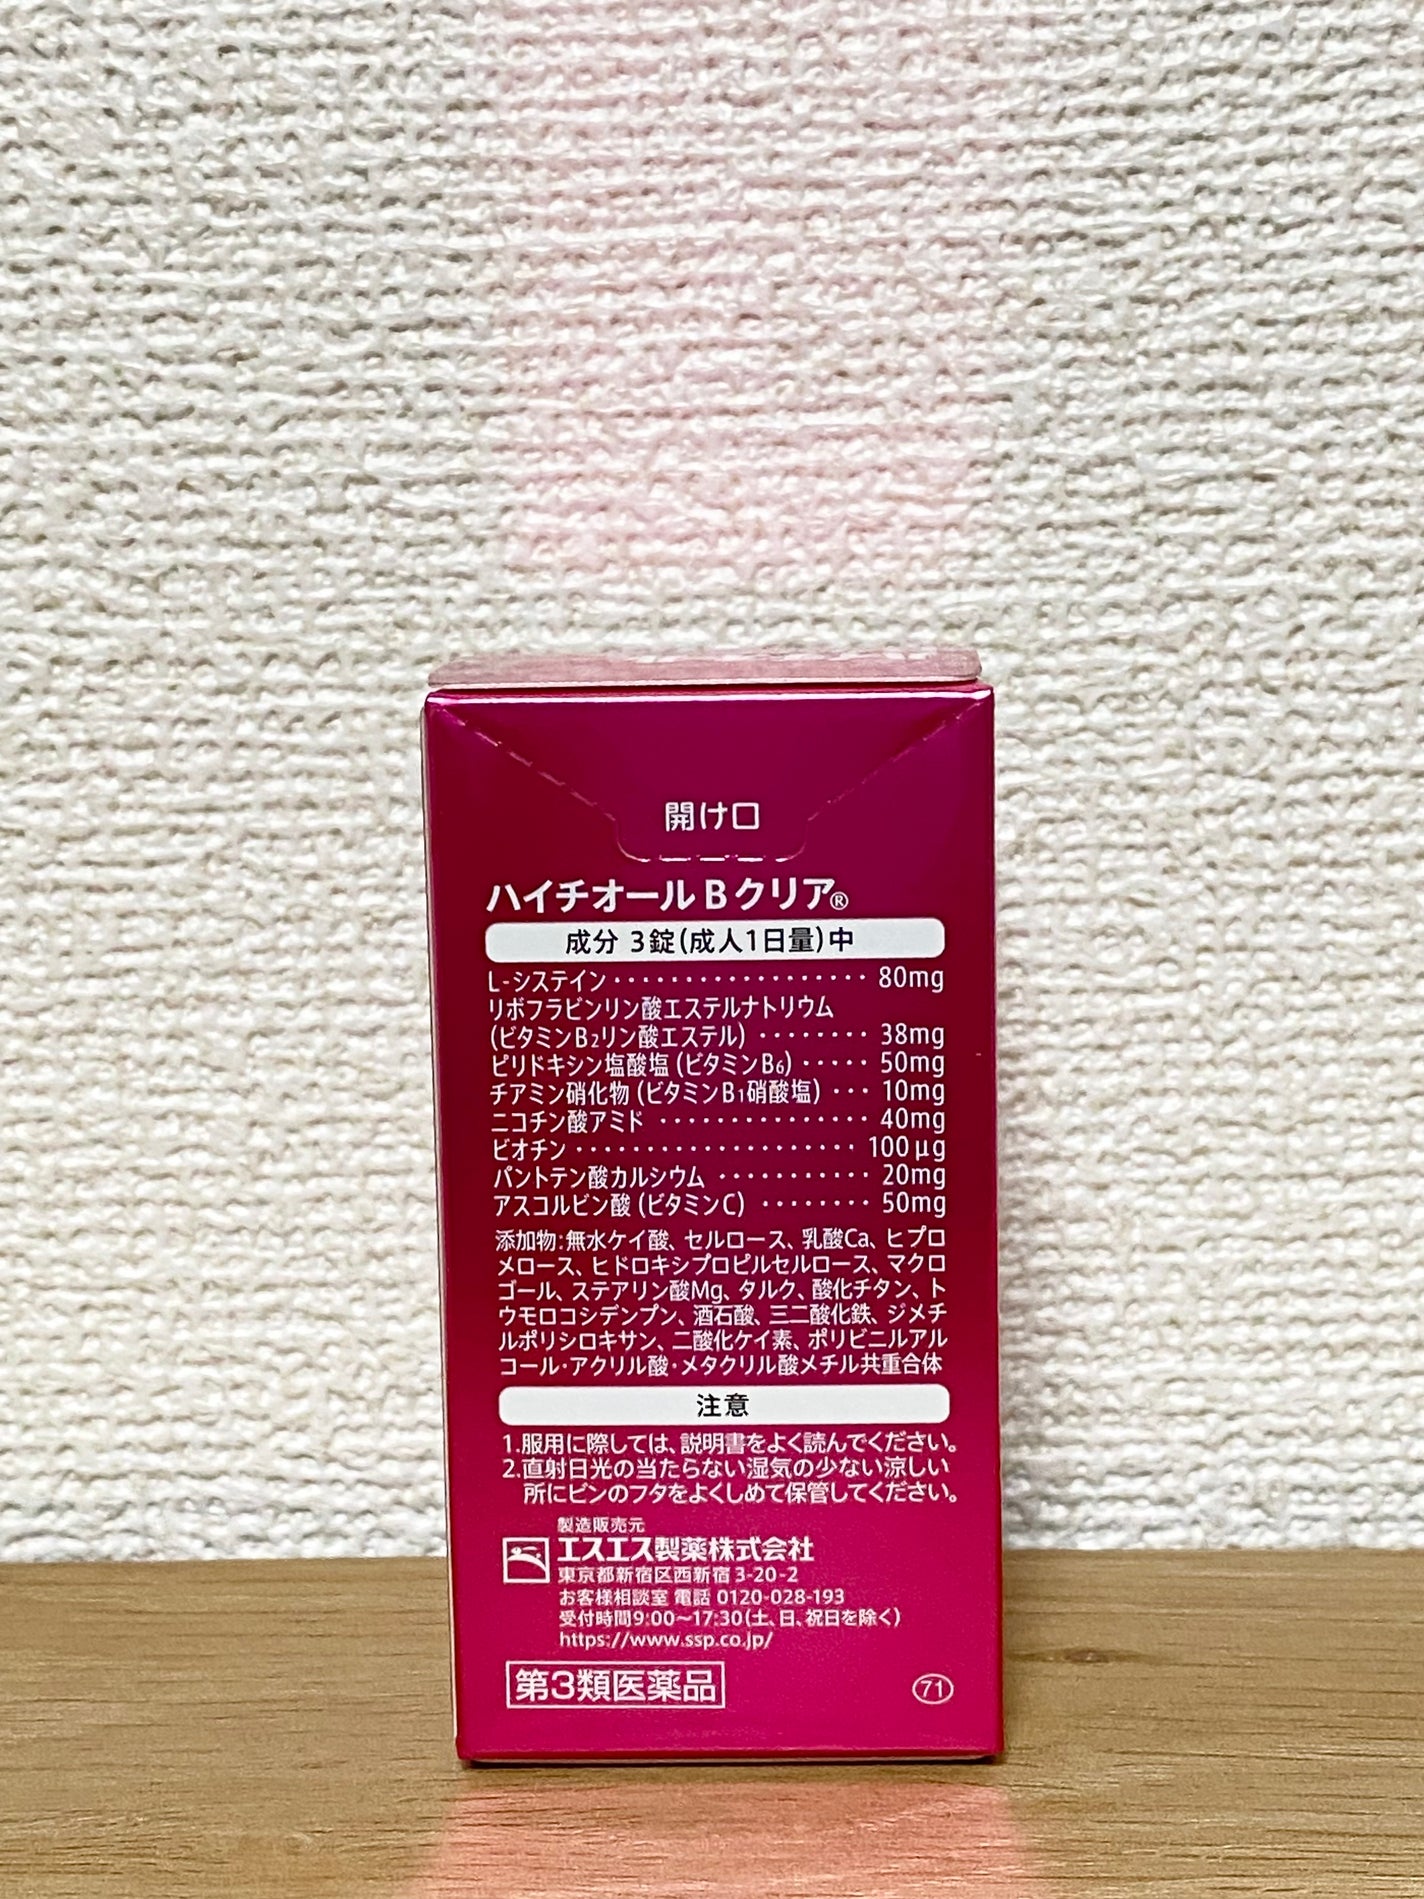 開け口
ハイチオールBクリア®
成分 3錠(成人1日量)中
L-システイン・・・・・・・・・・・・・・・・・・・ 80mg
リボフラビンリン酸エステルナトリウム
(ビタミンB₂リン酸エステル) ・・・・・・・・ 38mg
ピリドキシン塩酸塩(ビタミンB₆) ・・・・・ 50mg
チアミン硝化物(ビタミンB₁硝酸塩) ・・・ 10mg
ニコチン酸アミド ・・・・・・・・・・・・・・・・ 40mg
ビオチン・・・・・・・・・・・・・・・・・・・・・ 100μg
パントテン酸カルシウム ・・・・・・・・・・・ 20mg
アスコルビン酸(ビタミンC) ・・・・・・・・ 50mg
添加物:無水ケイ酸、セルロース、乳酸Ca、ヒプロ
メロース、ヒドロキシプロピルセルロース、マクロ
ゴール、ステアリン酸Mg、タルク、酸化チタン、ト
ウモロコシデンプン、酒石酸、三二酸化鉄、ジメチ
ルポリシロキサン、二酸化ケイ素、ポリビニルアル
コール・アクリル酸・メタクリル酸メチル共重合体
注意
1.服用に際しては、説明書をよく読んでください。
2.直射日光の当たらない湿気の少ない涼しい
所にビンのフタをよくしめて保管してください。
製造販売元
エスエス製薬株式会社
東京都新宿区西新宿3-20-2
お客様相談室 電話 0120-028-193
受付時間9:00〜17:30(土、日、祝日を除く)
https://www.ssp.co.jp/
第3類医薬品
71